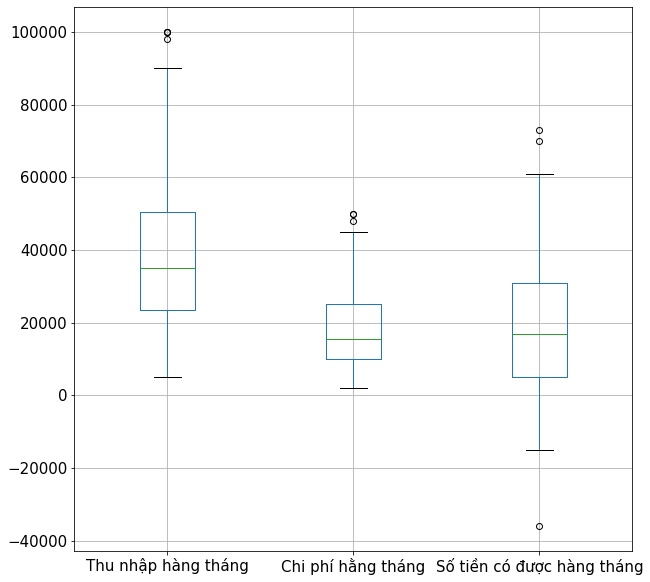 100000
80000
60000
40000
20000
0
−20000
−40000
Thu nhập hàng tháng
Chi phí hằng tháng
Số tiền có được hàng tháng